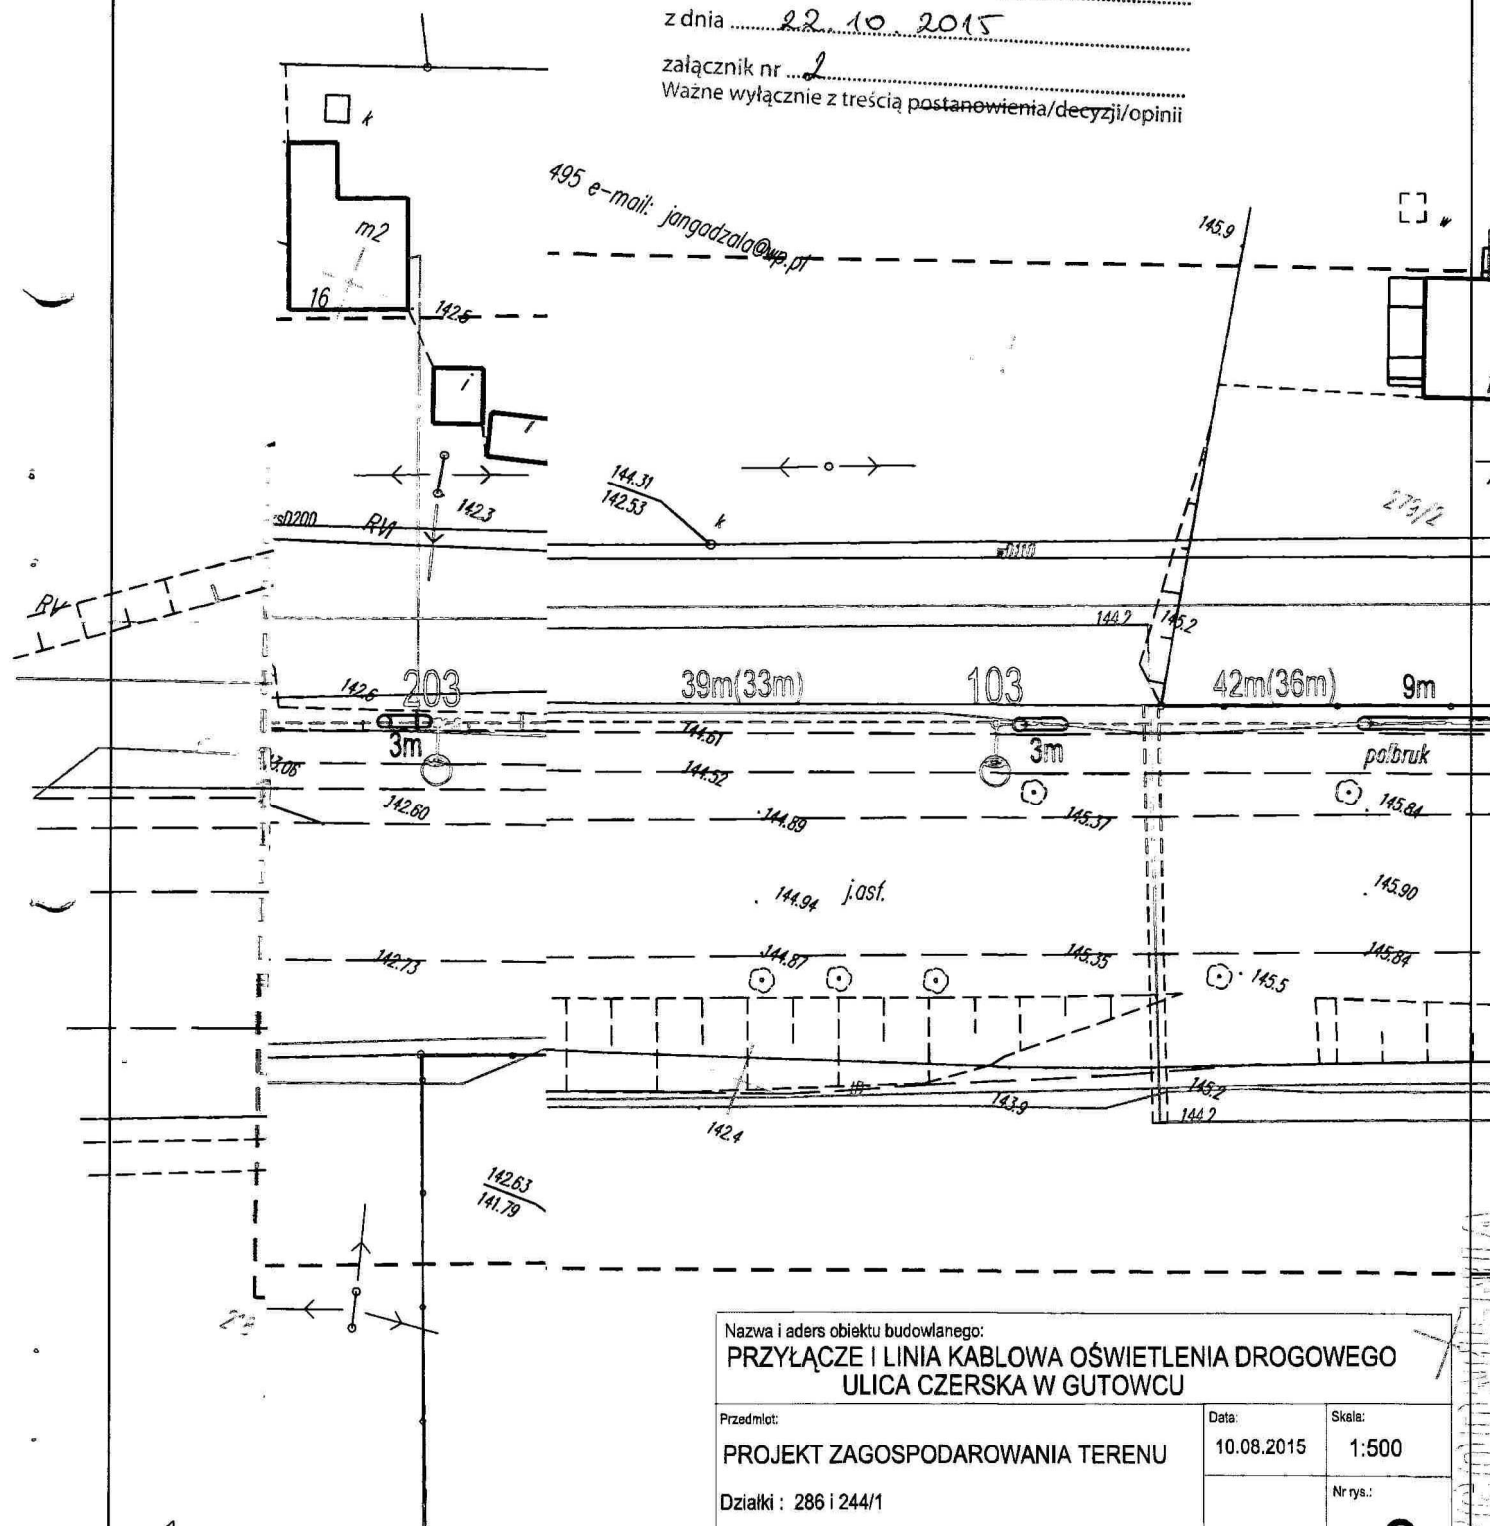 z dnia 22.10.2015
załącznik nr 2
Ważne wyłącznie z treścią postanowienia/decyzji/opinii
k
495 e-mail: jangadzala@wp.pl
145.9
w
m2
16
142.5
i
144.31
142.53
k
142.3
273/2
sD200
RVI
wD110
RV
144.2
145.2
142.6
203
39m(33m)
103
42m(36m)
9m
3m
144.61
3m
polbruk
144.52
142.60
144.89
145.37
145.84
144.94
j.asf.
145.90
142.73
144.87
145.35
145.84
145.5
145.2
143.9
144.2
142.4
142.63
141.79
Nazwa i aders obiektu budowlanego:
PRZYŁĄCZE I LINIA KABLOWA OŚWIETLENIA DROGOWEGO
ULICA CZERSKA W GUTOWCU
Przedmiot:
PROJEKT ZAGOSPODAROWANIA TERENU
Działki : 286 i 244/1
Data:
10.08.2015
Skala:
1:500
Nr rys.: